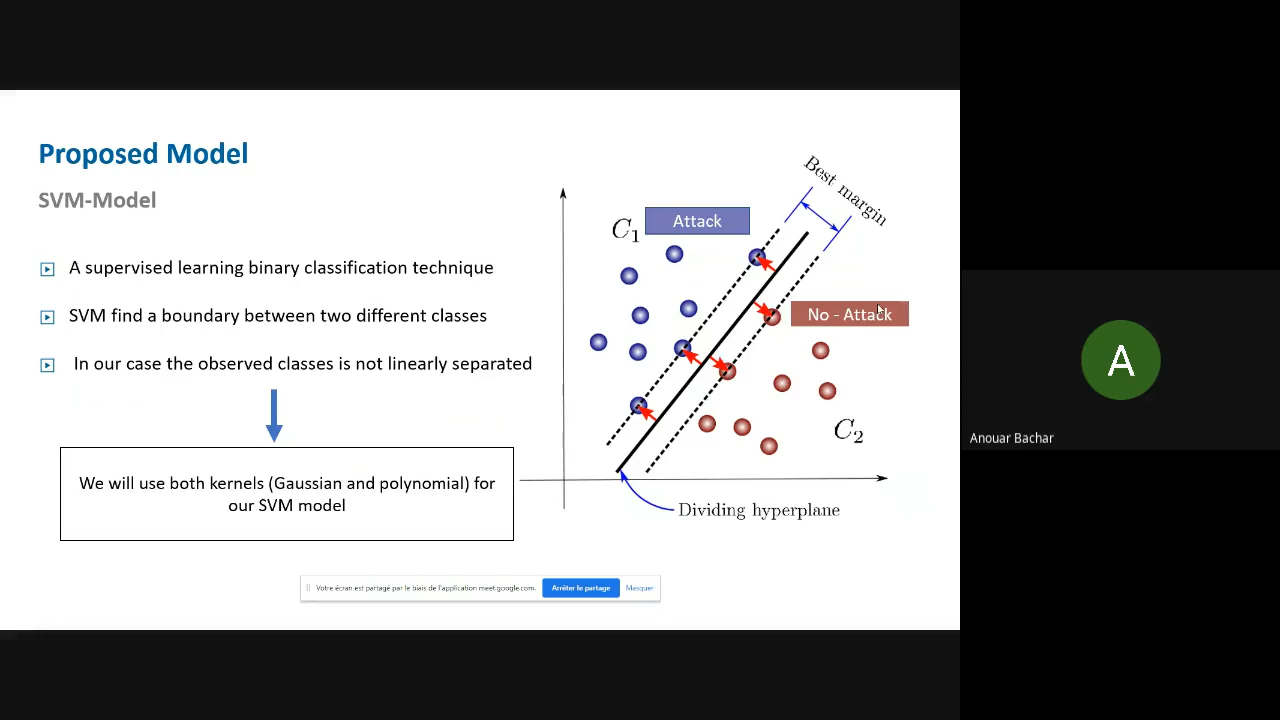 Proposed Model
SVM-Model
A supervised learning binary classification technique
SVM find a boundary between two different classes
In our case the observed classes is not linearly separated
We will use both kernels (Gaussian and polynomial) for
our SVM model
Best margin
C1
Attack
No - Attack
C2
Dividing hyperplane
Votre écran est partagé par le biais de l'application meet.google.com.
Arrêter le partage
Masquer
A
Anouar Bachar